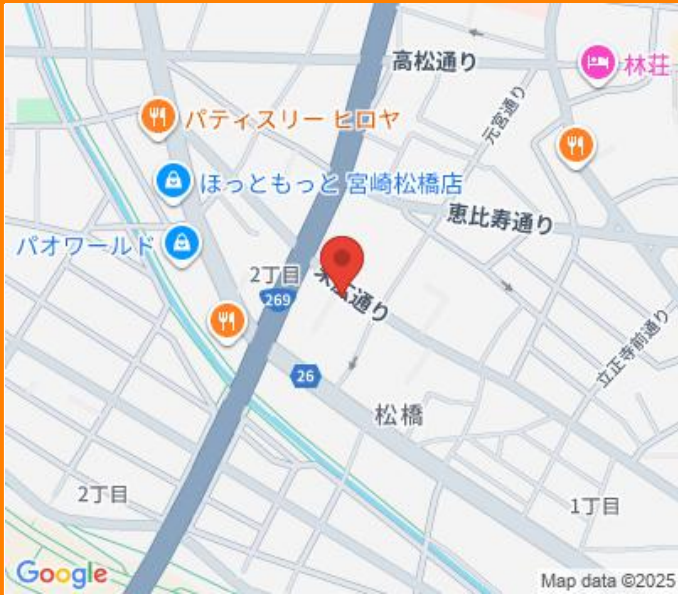 高松通り
林荘
元宮通り
パティスリー ヒロヤ
ほっともっと 宮崎松橋店
恵比寿通り
パオワールド
2丁目
通り
269
立正寺前通り
26
松橋
2丁目
1丁目
Google
Map data ©2025